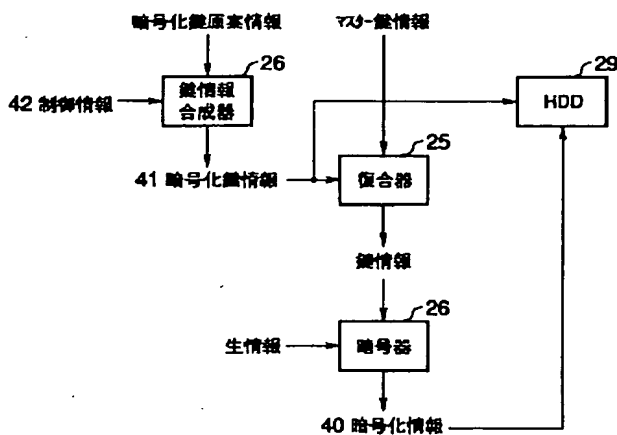 暗号化鍵原案情報
マスター鍵情報
26
29
鍵情報
合成器
HDD
42 制御情報
25
41 暗号化鍵情報
復合器
鍵情報
26
生情報
暗号器
40 暗号化情報